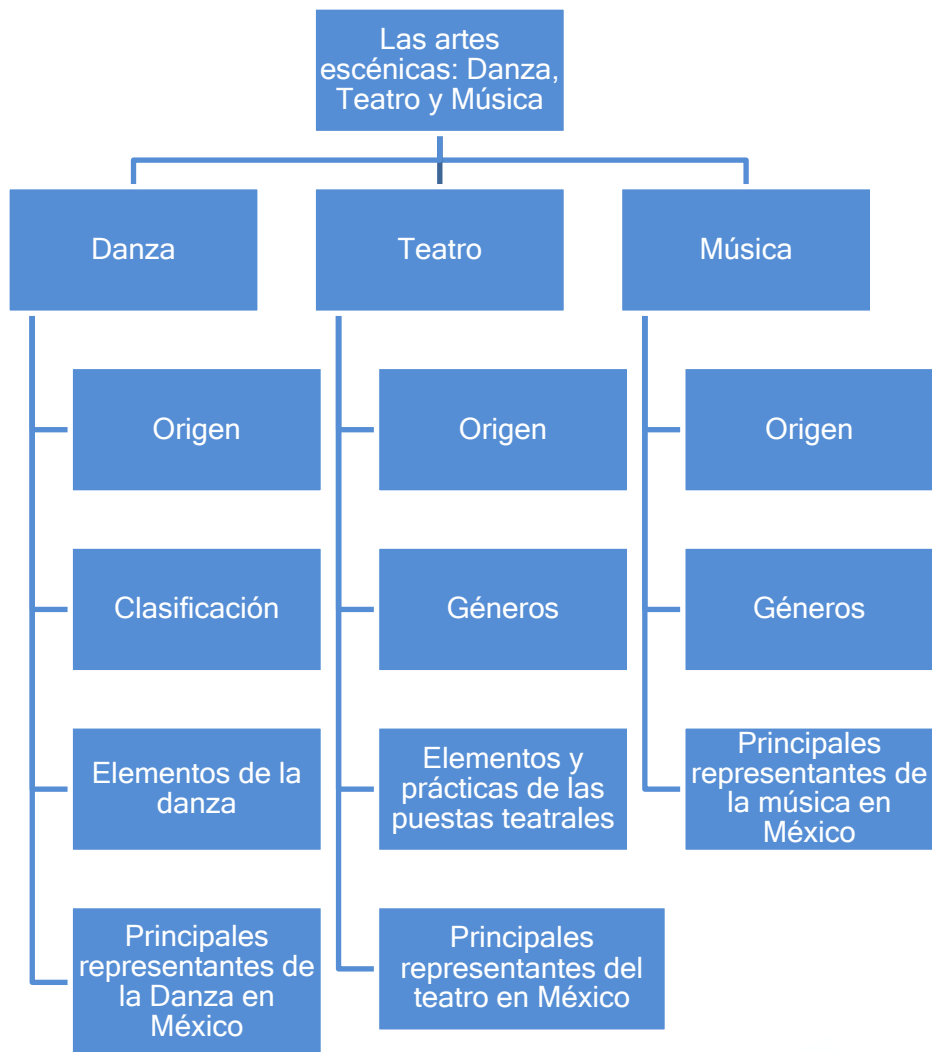 Las artes
escénicas: Danza,
Teatro y Música
Danza
Teatro
Música
Origen
Origen
Origen
Clasificación
Géneros
Géneros
Elementos de la
danza
Elementos y
prácticas de las
puestas teatrales
Principales
representantes de
la música en
México
Principales
representantes de
la Danza en
México
Principales
representantes del
teatro en México